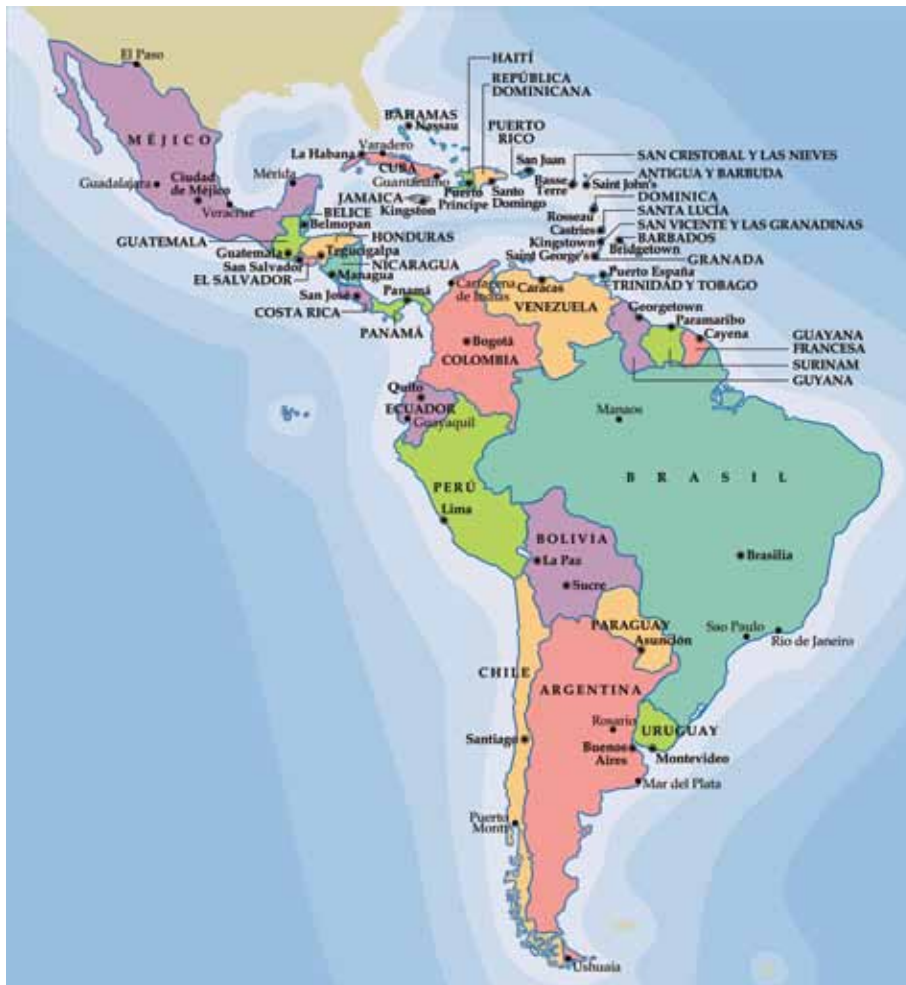 El Paso
HAITÍ
REPÚBLICA
DOMINICANA
BAHAMAS
Nassau
PUERTO
RICO
MÉJICO
La Habana
Varadero
San Juan
SAN CRISTOBAL Y LAS NIEVES
CUBA
Guantánamo
Guadalajara
Ciudad
de Méjico
Mérida
Basse
Terre
Saint John's
ANTIGUA Y BARBUDA
Veracruz
JAMAICA
Kingston
Puerto
Príncipe
Santo
Domingo
DOMINICA
Rosseau
BELICE
Belmopan
SANTA LUCÍA
Castries
SAN VICENTE Y LAS GRANADINAS
Kingstown
BARBADOS
Bridgetown
GUATEMALA
Guatemala
HONDURAS
Tegucigalpa
Saint George's
GRANADA
San Salvador
EL SALVADOR
NICARAGUA
Managua
Puerto España
TRINIDAD Y TOBAGO
San José
COSTA RICA
Panamá
PANAMÁ
Cartagena
de Indias
Caracas
VENEZUELA
Georgetown
Paramaribo
Cayena
GUAYANA
FRANCESA
SURINAM
GUYANA
Bogotá
COLOMBIA
Quito
ECUADOR
Guayaquil
Manaos
BRASIL
PERÚ
Lima
BOLIVIA
La Paz
Sucre
Brasilia
PARAGUAY
Asunción
Sao Paulo
Rio de Janeiro
CHILE
ARGENTINA
Rosario
URUGUAY
Santiago
Buenos
Aires
Montevideo
Mar del Plata
Puerto
Montt
Ushuaia